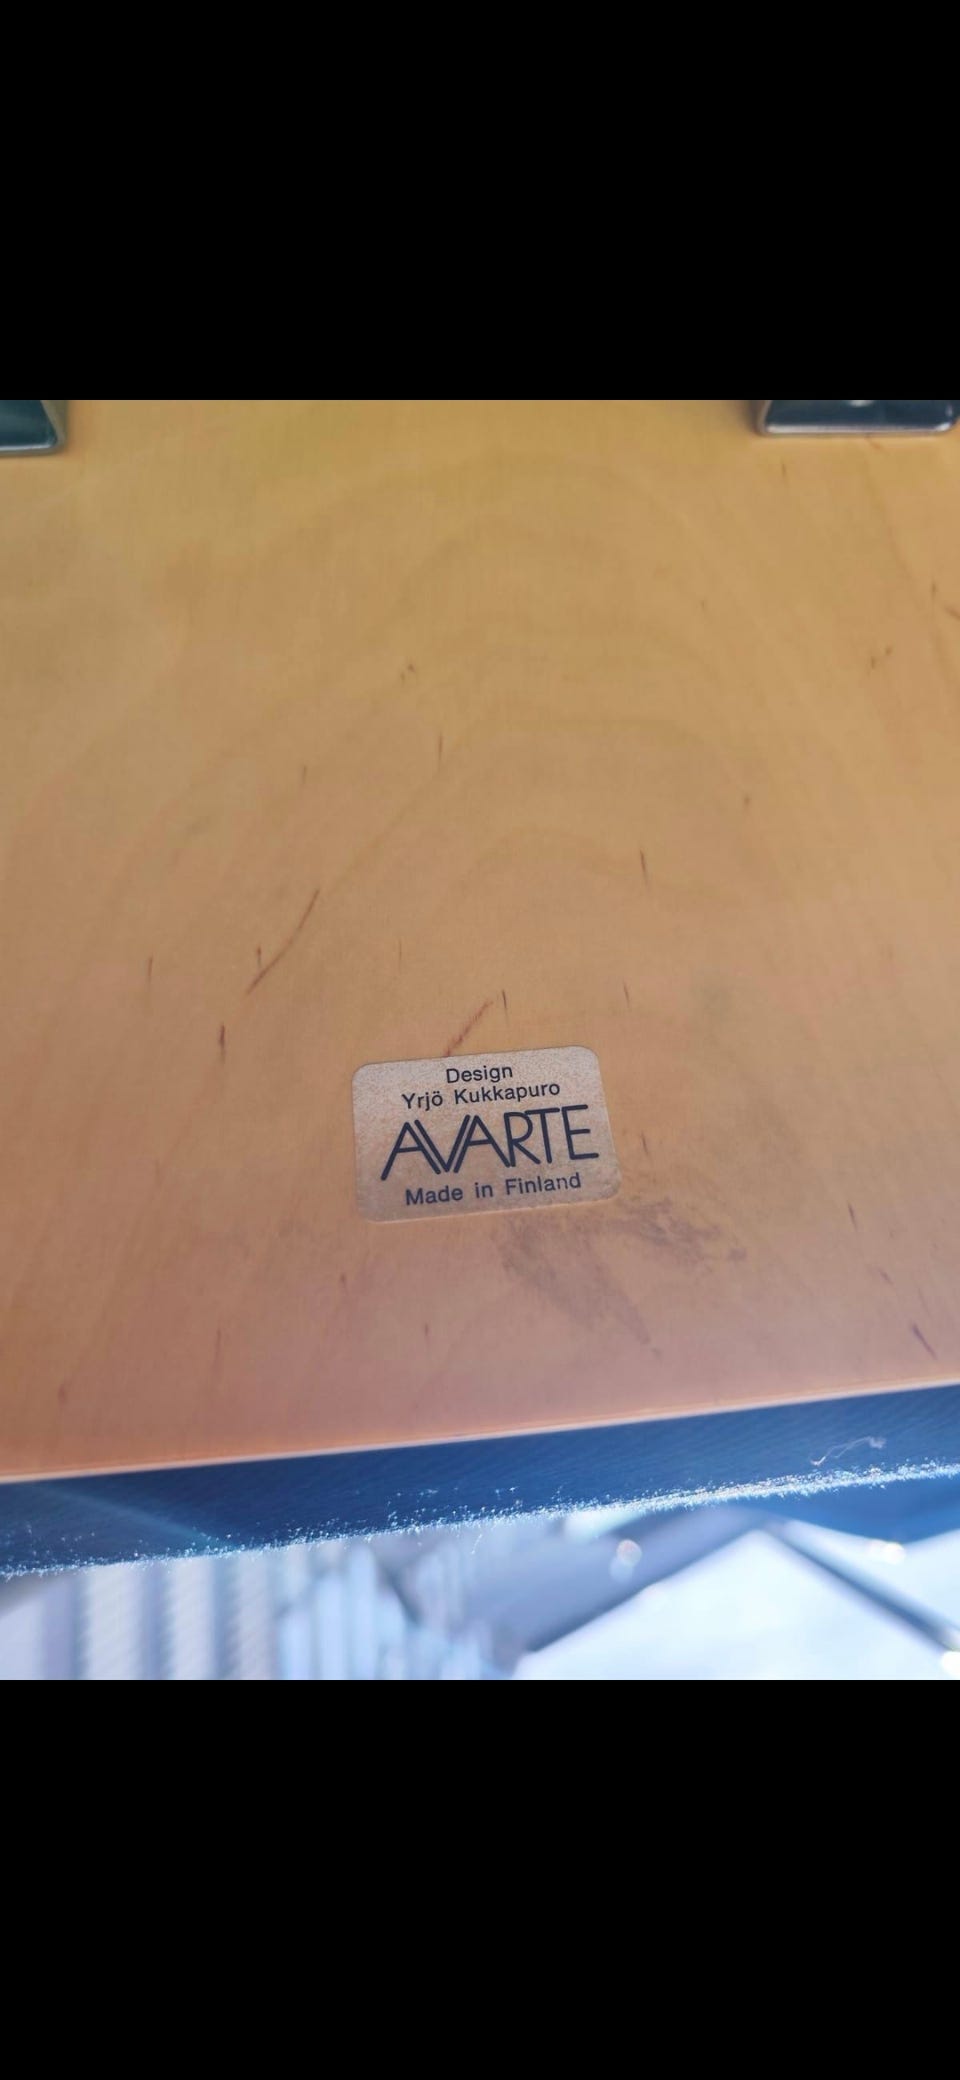 Design
Yrjö Kukkapuro
AVARTE
Made in Finland